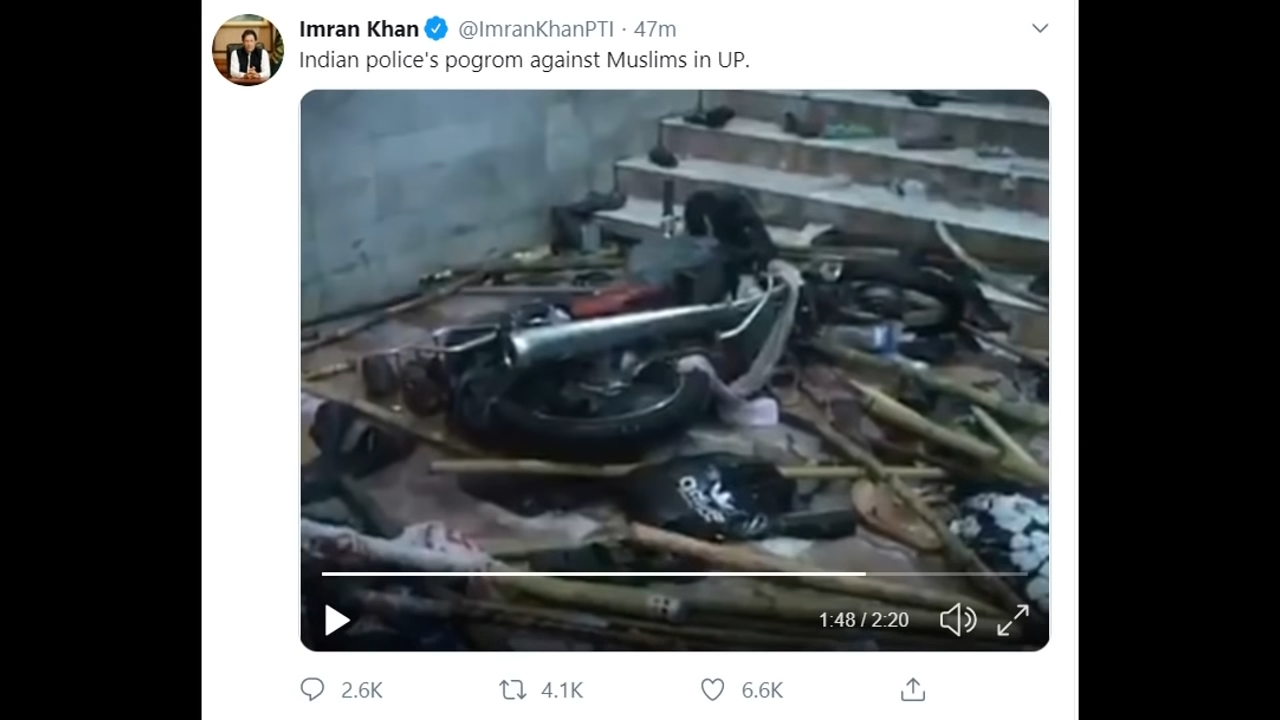 Imran Khan @ImranKhanPTI · 47m
Indian police's pogrom against Muslims in UP.
1:48 / 2:20
2.6K 4.1K 6.6K